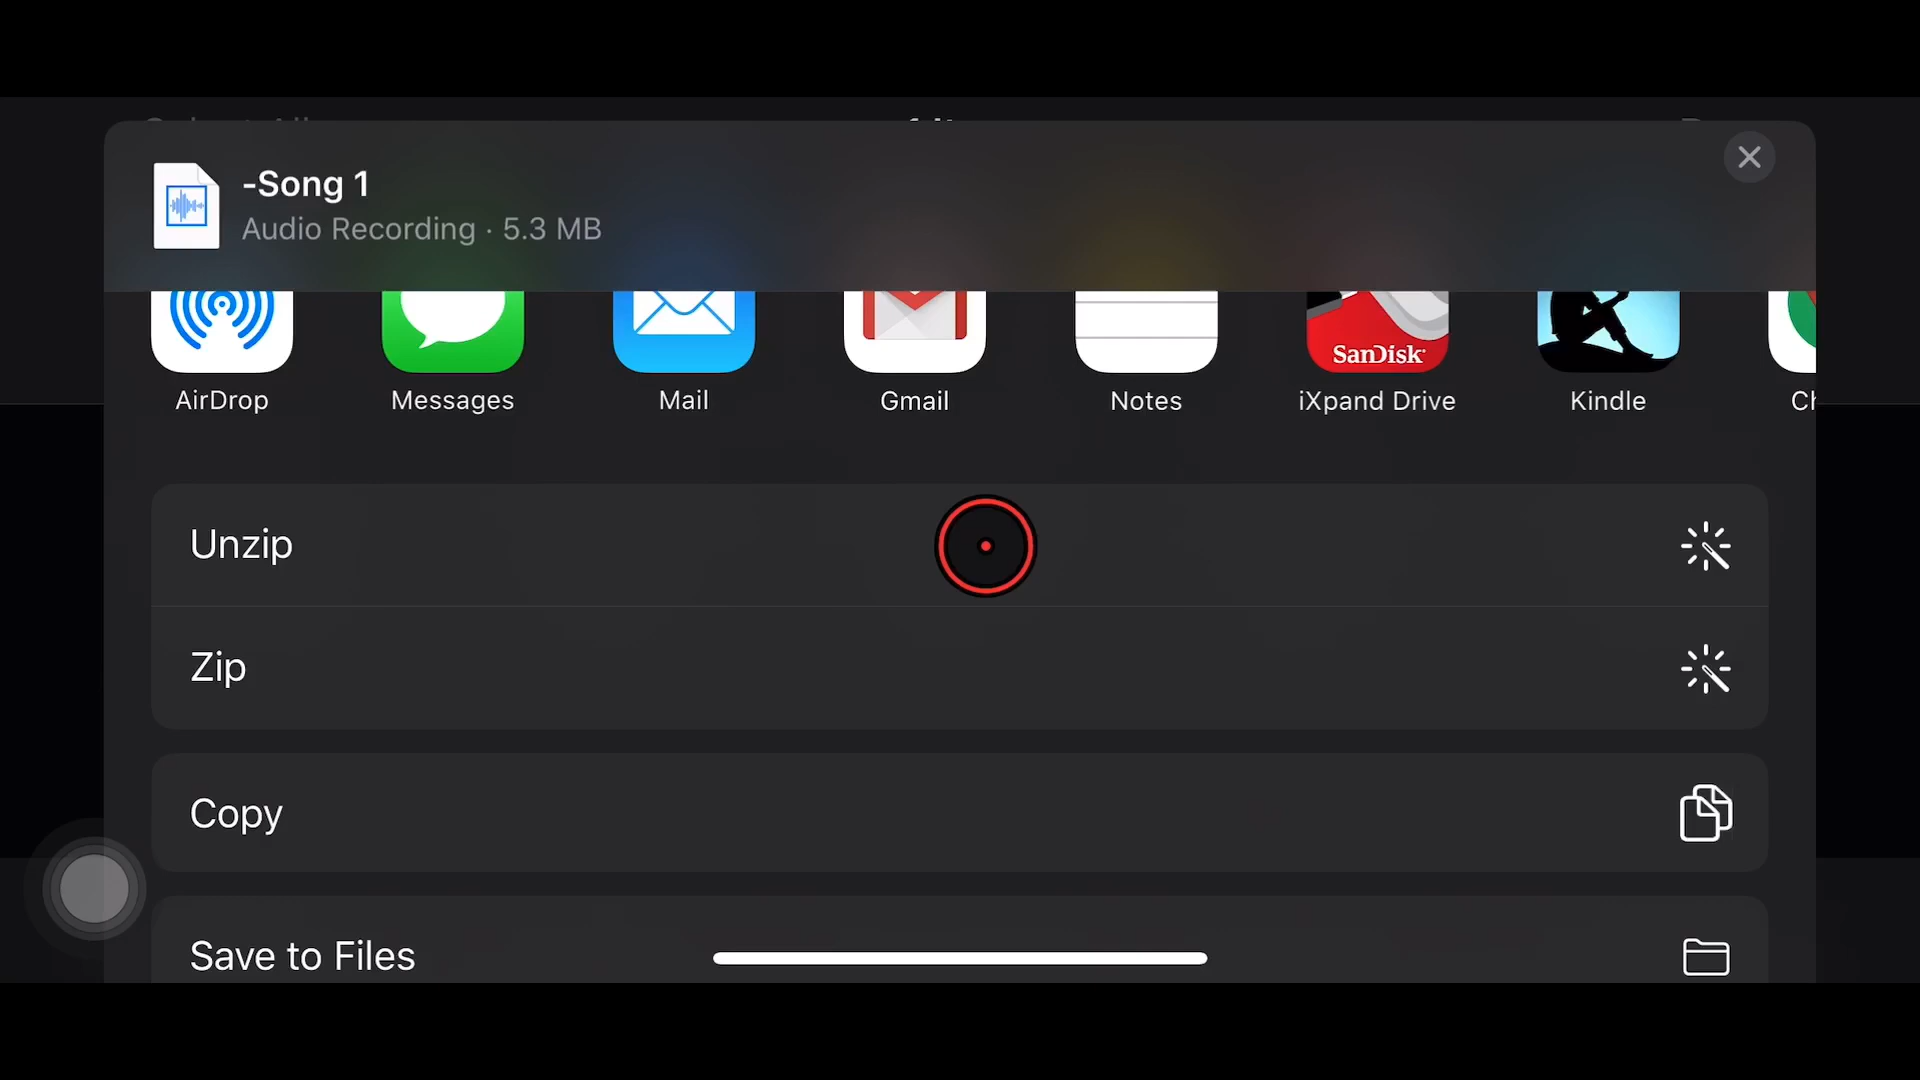 -Song 1
Audio Recording · 5.3 MB
SanDisk
AirDrop
Messages
Mail
Gmail
Notes
iXpand Drive
Kindle
Unzip
Zip
Copy
Save to Files